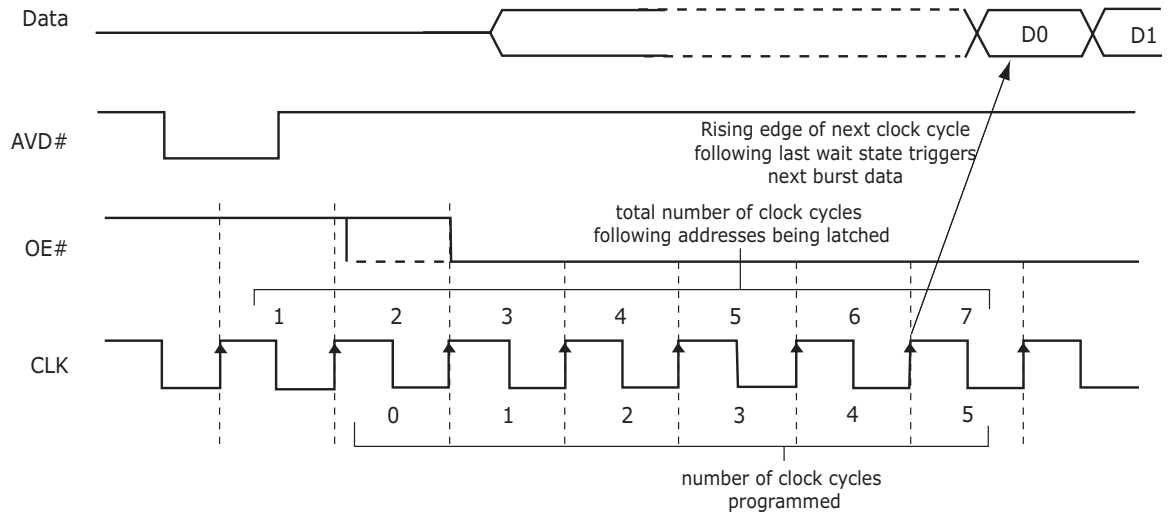 Data
D0
D1
AVD#
Rising edge of next clock cycle
following last wait state triggers
next burst data
total number of clock cycles
following addresses being latched
OE#
1 2 3 4 5 6 7
CLK
0 1 2 3 4 5
number of clock cycles
programmed